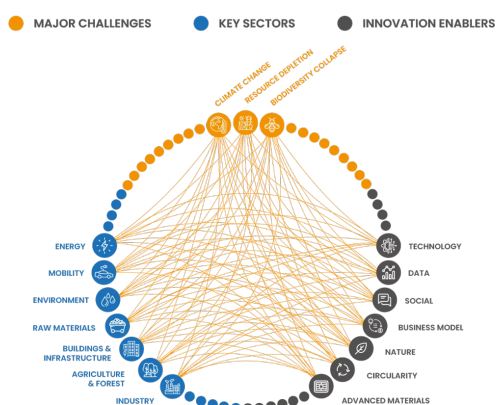 MAJOR CHALLENGES
KEY SECTORS
INNOVATION ENABLERS
CLIMATE CHANGE
RESOURCE DEPLETION
BIODIVERSITY COLLAPSE
ENERGY
MOBILITY
ENVIRONMENT
RAW MATERIALS
BUILDINGS &
INFRASTRUCTURE
AGRICULTURE
& FOREST
INDUSTRY
TECHNOLOGY
DATA
SOCIAL
BUSINESS MODEL
NATURE
CIRCULARITY
ADVANCED MATERIALS